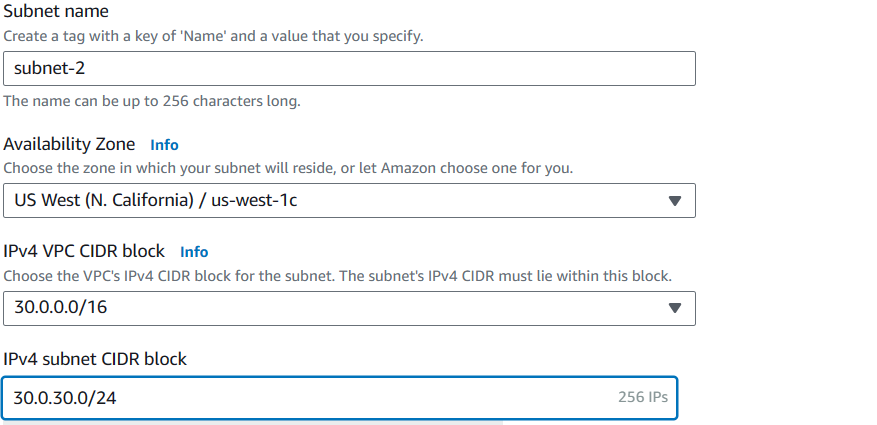 Subnet name
Create a tag with a key of 'Name' and a value that you specify.
subnet-2
The name can be up to 256 characters long.
Availability Zone Info
Choose the zone in which your subnet will reside, or let Amazon choose one for you.
US West (N. California) / us-west-1c
IPv4 VPC CIDR block Info
Choose the VPC's IPv4 CIDR block for the subnet. The subnet's IPv4 CIDR must lie within this block.
30.0.0.0/16
IPv4 subnet CIDR block
30.0.30.0/24 256 IPs